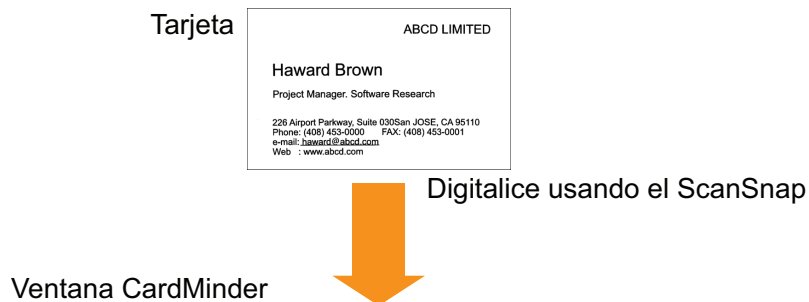 Tarjeta
ABCD LIMITED
Haward Brown
Project Manager. Software Research
226 Airport Parkway, Suite 030San JOSE, CA 95110
Phone: (408) 453-0000 FAX: (408) 453-0001
e-mail: haward@abcd.com
Web : www.abcd.com
Digitalice usando el ScanSnap
Ventana CardMinder